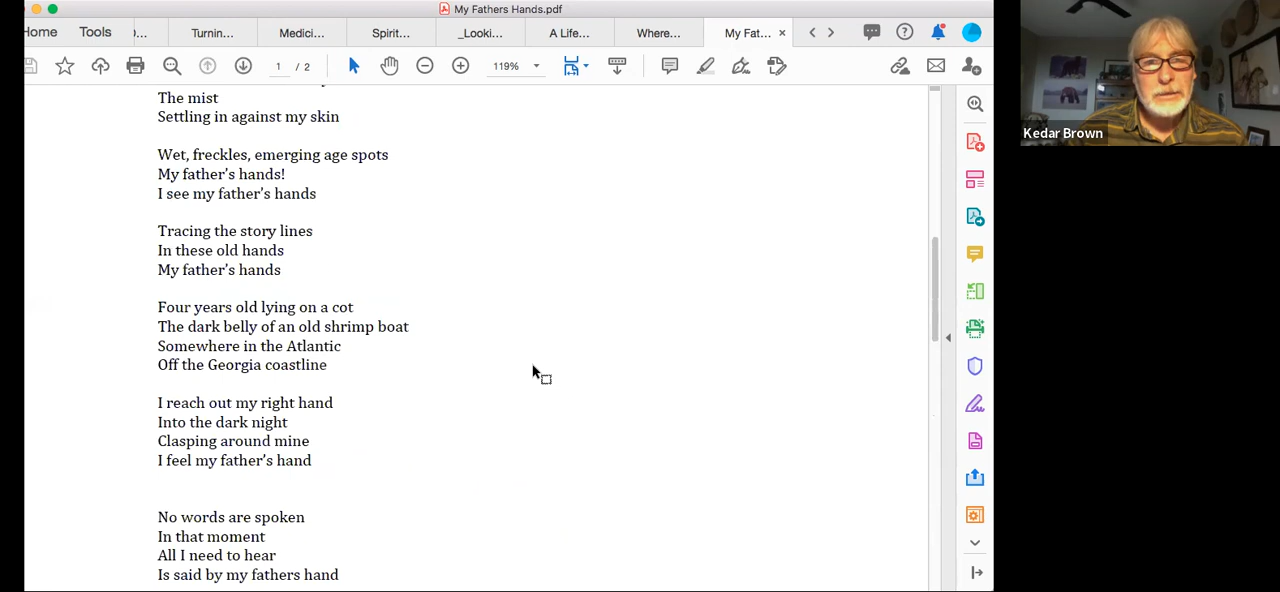 My Fathers Hands.pdf
Home
Tools
D...
Turnin...
Medici...
Spirit...
_Looki...
A Life...
Where...
My Fat...
1 / 2
119%
The mist
Settling in against my skin
Wet, freckles, emerging age spots
My father's hands!
I see my father's hands
Tracing the story lines
In these old hands
My father's hands
Four years old lying on a cot
The dark belly of an old shrimp boat
Somewhere in the Atlantic
Off the Georgia coastline
I reach out my right hand
Into the dark night
Clasping around mine
I feel my father's hand
No words are spoken
In that moment
All I need to hear
Is said by my fathers hand
Kedar Brown